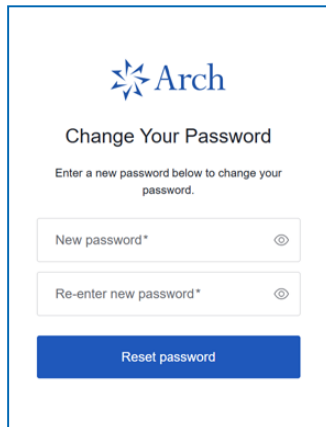 Arch
Change Your Password
Enter a new password below to change your
password.
New password*
Re-enter new password*
Reset password